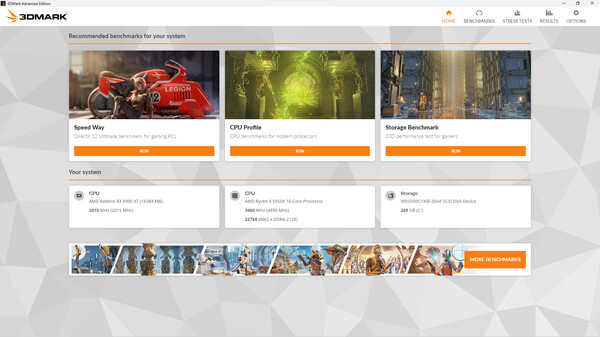 3DMark Advanced Edition
3DMARK
HOME
BENCHMARKS
STRESS TESTS
RESULTS
OPTIONS
Recommended benchmarks for your system
LEGION
12
Speed Way
DirectX 12 Ultimate benchmark for gaming PCs.
RUN
CPU Profile
CPU benchmarks for modern processors.
RUN
Storage Benchmark
SSD performance test for gamers.
RUN
Your system
GPU
AMD Radeon RX 6900 XT (16384 MB)
2015 MHz (2015 MHz)
CPU
AMD Ryzen 9 5950X 16-Core Processor
3400 MHz (4890 MHz)
32768 MB(2 x DDR4-2128)
Storage
SCSI Disk Device
269 GB (C:)
MORE BENCHMARKS